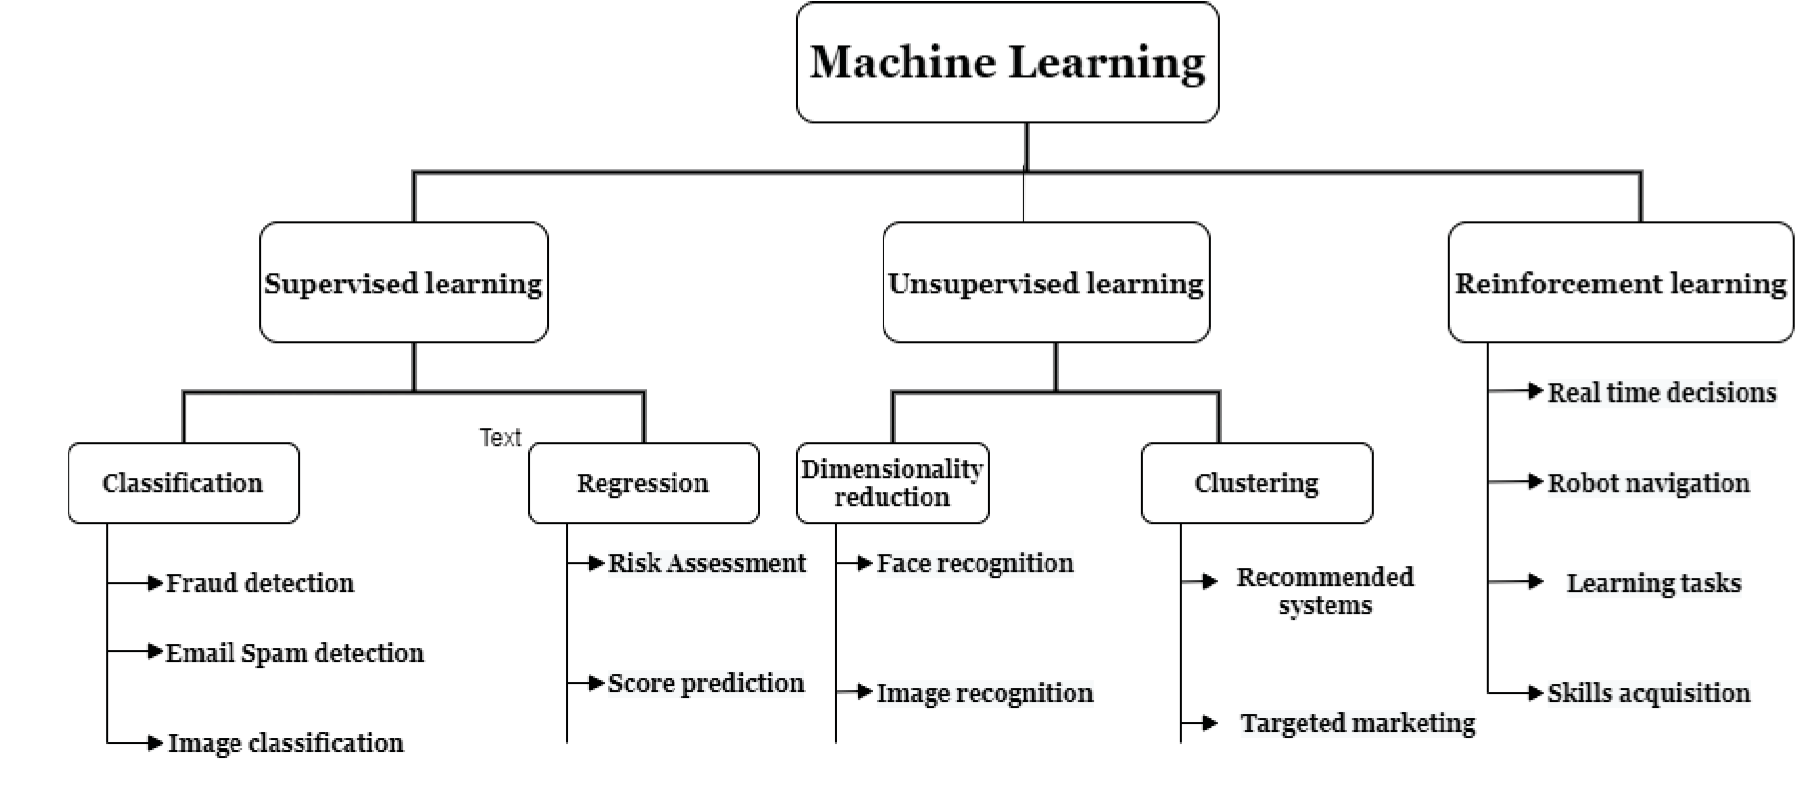 Machine Learning
Supervised learning
Unsupervised learning
Reinforcement learning
Text
Classification
Regression
Dimensionality
reduction
Clustering
Fraud detection
Email Spam detection
Image classification
Risk Assessment
Score prediction
Face recognition
Image recognition
Recommended
systems
Targeted marketing
Real time decisions
Robot navigation
Learning tasks
Skills acquisition